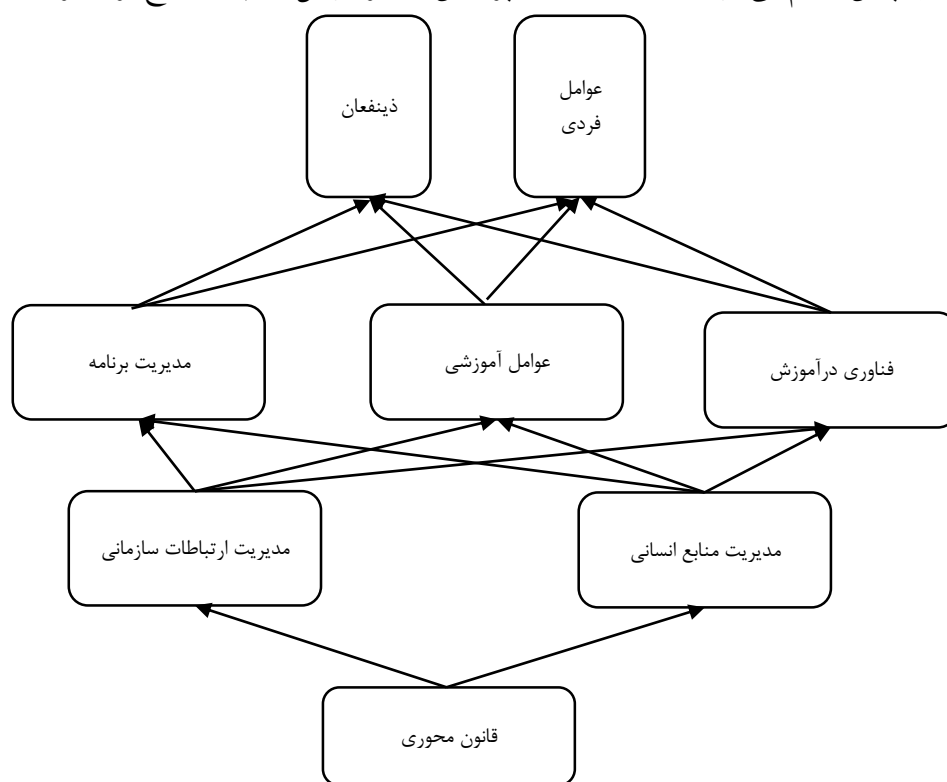 ذینفعان
عوامل
فردی
مدیریت برنامه
عوامل آموزشی
فناوری درآموزش
مدیریت ارتباطات سازمانی
مدیریت منابع انسانی
قانون محوری